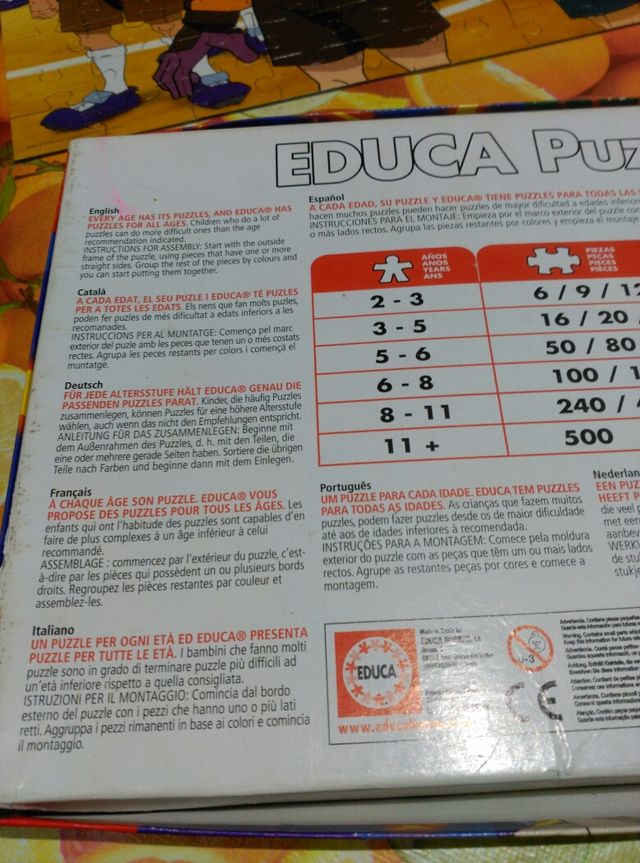 EDUCA
English
EVERY AGE HAS ITS PUZZLES, AND EDUCA® HAS
PUZZLES FOR ALL AGES. Children who do a lot of
puzzles can do more difficult ones than the age
recommendation indicated.
INSTRUCTIONS FOR ASSEMBLY: Start with the outside
frame of the puzzle, using pieces that have one or more
straight sides. Group the rest of the pieces by colours and
you can start putting them together.
Català
A CADA EDAT, EL SEU PUZLE I EDUCA® TÉ PUZLES
PER A TOTES LES EDATS. Els nens que fan molts puzles,
poden fer puzles de més dificultat a edats inferiors a les
recomanades.
INSTRUCCIONS PER AL MUNTATGE: Comença pel marc
exterior del puzle amb les peces que tenen un o més costats
rectes. Agrupa les peces restants per colors i comença el
muntatge.
Deutsch
FÜR JEDE ALTERSSTUFE HÄLT EDUCA® GENAU DIE
PASSENDEN PUZZLES PARAT. Kinder, die häufig Puzzles
zusammenlegen, können Puzzles für eine höhere Altersstufe
wählen, auch wenn das nicht den Empfehlungen entspricht.
ANLEITUNG FÜR DAS ZUSAMMENLEGEN: Beginne mit
dem Außenrahmen des Puzzles, d. h. mit den Teilen, die
eine oder mehrere gerade Seiten haben. Sortiere die übrigen
Teile nach Farben und beginne dann mit dem Einlegen.
Français
À CHAQUE ÂGE SON PUZZLE. EDUCA® VOUS
PROPOSE DES PUZZLES POUR TOUS LES ÂGES. Les
enfants qui ont l'habitude des puzzles sont capables d'en
faire de plus complexes à un âge inférieur à celui
recommandé.
ASSEMBLAGE : commencez par l'extérieur du puzzle, c'est-
à-dire par les pièces qui possèdent un ou plusieurs bords
droits. Regroupez les pièces restantes par couleur et
assemblez-les.
Italiano
UN PUZZLE PER OGNI ETÀ ED EDUCA® PRESENTA
PUZZLE PER TUTTE LE ETÀ. I bambini che fanno molti
puzzle sono in grado di terminare puzzle più difficili ad
un'età inferiore rispetto a quella consigliata.
ISTRUZIONI PER IL MONTAGGIO: Comincia dal bordo
esterno del puzzle con i pezzi che hanno uno o più lati
retti. Aggruppa i pezzi rimanenti in base ai colori e comincia
il montaggio.
Español
A CADA EDAD, SU PUZZLE Y EDUCA® TIENE PUZZLES PARA TODAS LAS
hacen muchos puzzles pueden hacer puzzles de mayor dificultad a edades
INSTRUCCIONES PARA EL MONTAJE: Empieza por el marco exterior del puzzle con
o más lados rectos. Agrupa las piezas restantes por colores y empieza el montaje
AÑOS PIEZAS
ANOS PEÇAS
YEARS PIECES
ANS PIÈCES
2 - 3 6 / 9 /
3 - 5 16 / 20
5 - 6 50 / 80
6 - 8 100 /
8 - 11 240 /
11 + 500
Português
UM PUZZLE PARA CADA IDADE. EDUCA TEM PUZZLES
PARA TODAS AS IDADES. As crianças que fazem muitos
puzzles, podem fazer puzzles desde os de maior dificuldade
até aos de idades inferiores à recomendada.
INSTRUÇÕES PARA A MONTAGEM: Comece pela moldura
exterior do puzzle com as peças que têm um ou mais lados
rectos. Agrupe as restantes peças por cores e comece a
montagem.
EEN
HEEFT
die veel
met een
EDUCA
Made in Spain by
EDUCA BORRAS, S.A.
0-3
CE